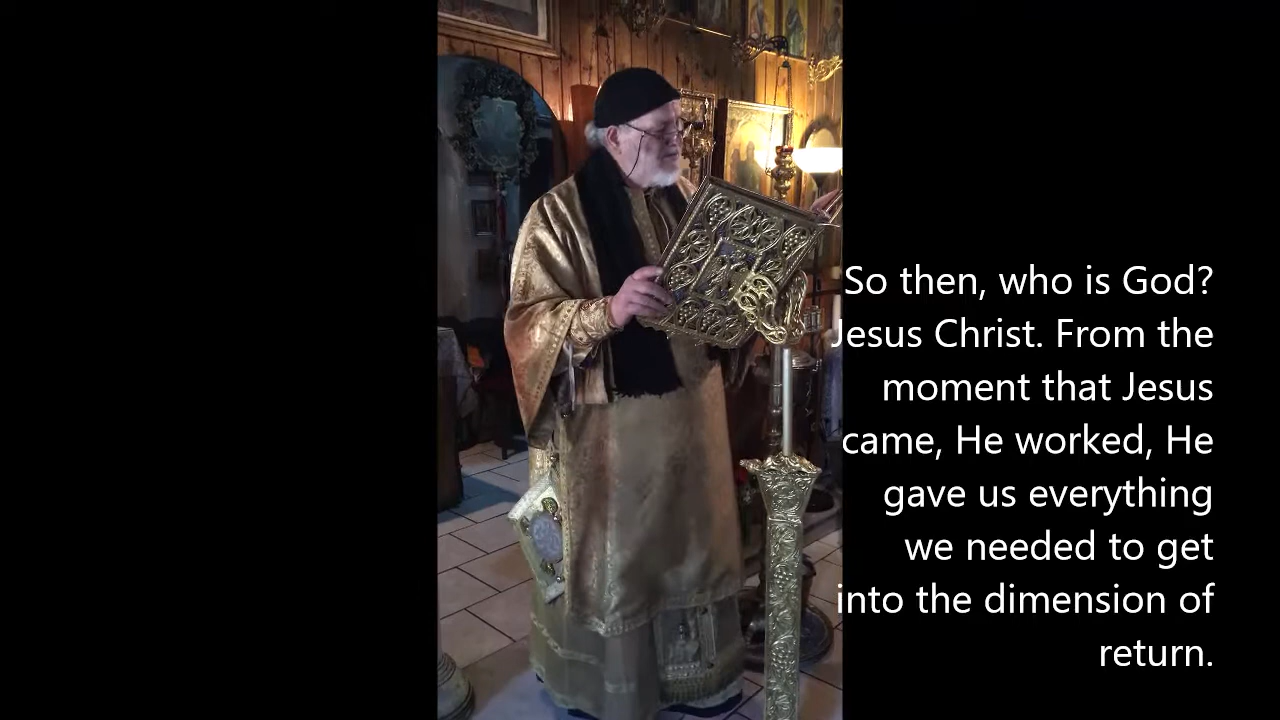 So then, who is God?
Jesus Christ. From the
moment that Jesus
came, He worked, He
gave us everything
we needed to get
into the dimension of
return.